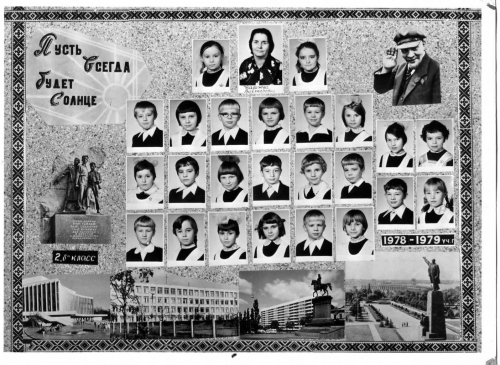 Пусть
Всегда
будет
Солнце
2,б класс
1978-1979 уч.г